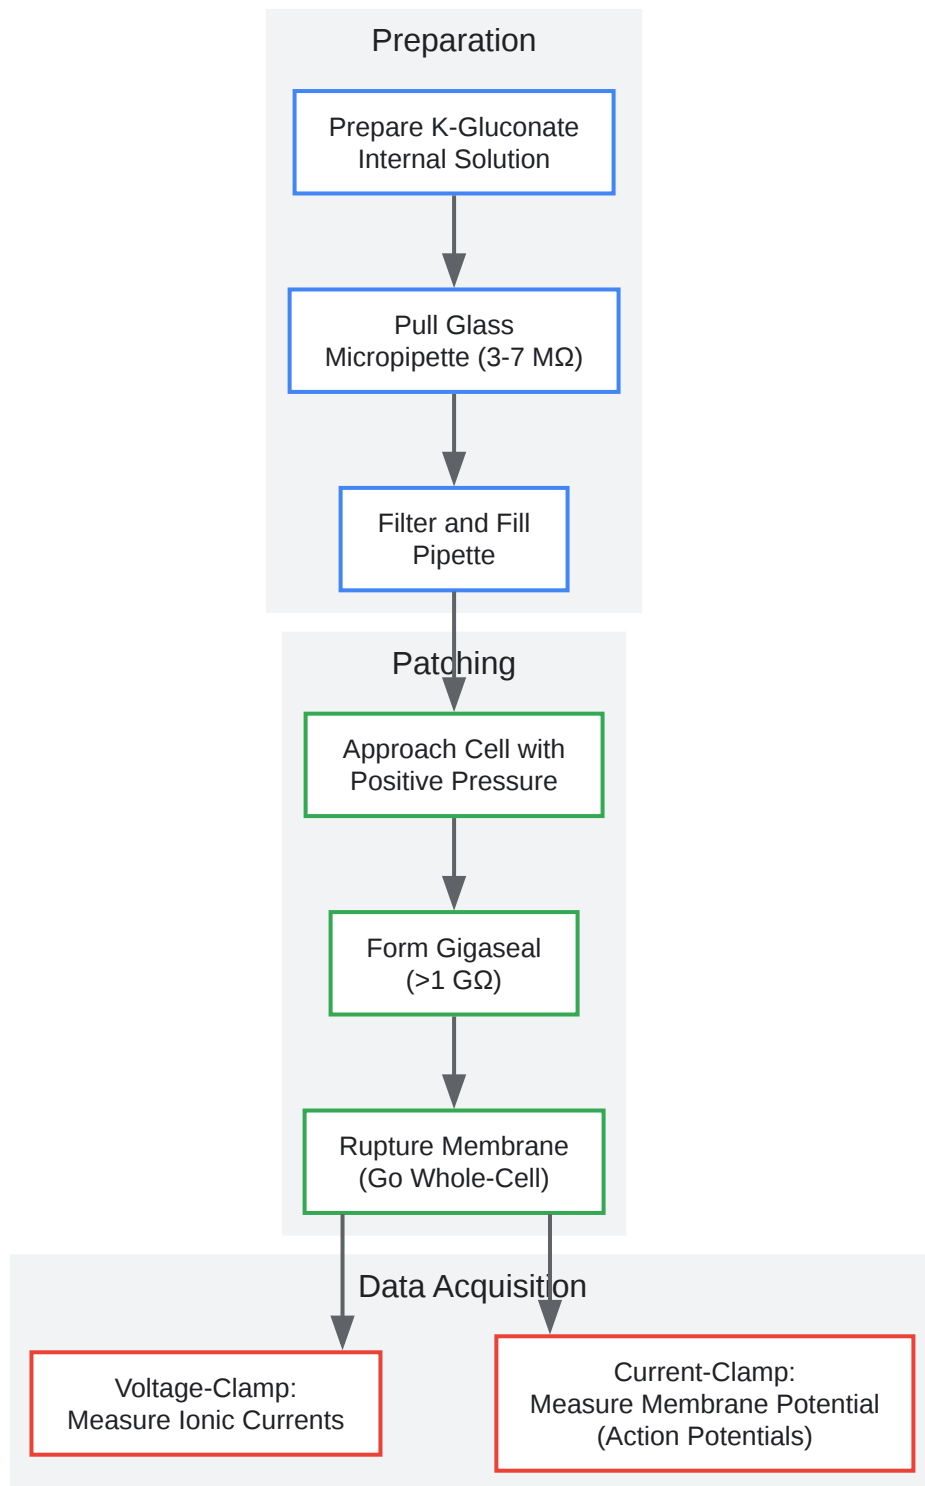 Preparation
Prepare K-Gluconate
Internal Solution
Pull Glass
Micropipette (3-7 MΩ)
Filter and Fill
Pipette
Patching
Approach Cell with
Positive Pressure
Form Gigaseal
(>1 GΩ)
Rupture Membrane
(Go Whole-Cell)
Data Acquisition
Voltage-Clamp:
Measure Ionic Currents
Current-Clamp:
Measure Membrane Potential
(Action Potentials)